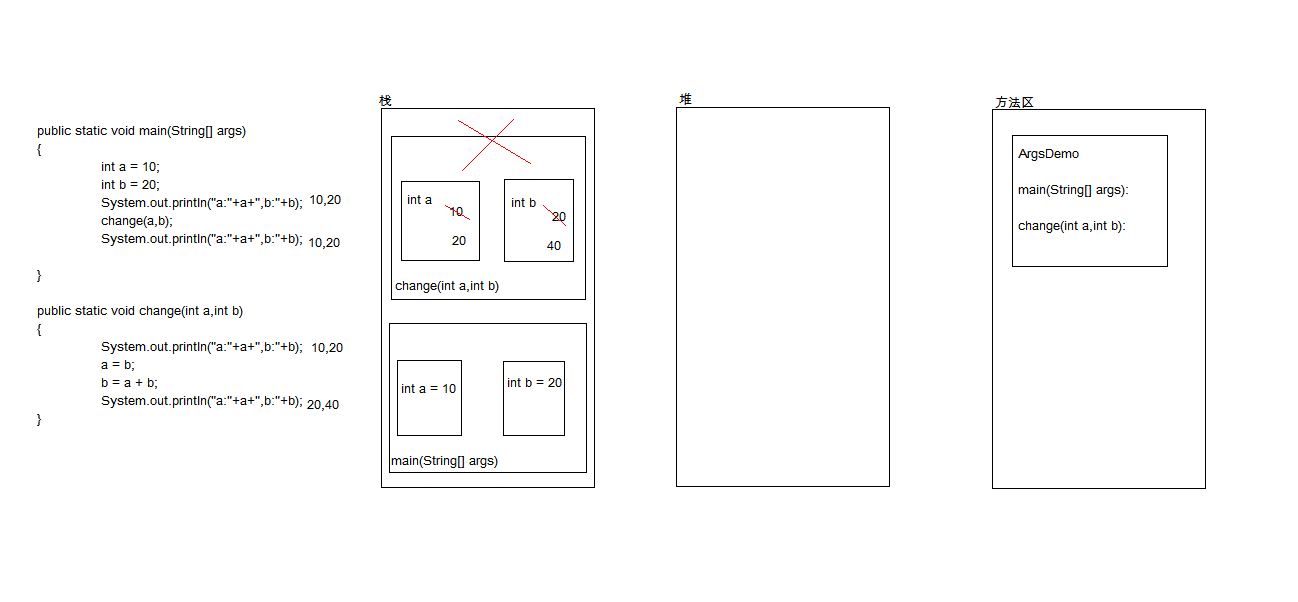 public static void main(String[] args)
{
int a = 10;
int b = 20;
System.out.println("a:"+a+",b:"+b); 10,20
change(a,b);
System.out.println("a:"+a+",b:"+b); 10,20
}
public static void change(int a,int b)
{
System.out.println("a:"+a+",b:"+b); 10,20
a = b;
b = a + b;
System.out.println("a:"+a+",b:"+b); 20,40
}
栈
int a
10
20
int b
20
40
change(int a,int b)
int a = 10
int b = 20
main(String[] args)
堆
方法区
ArgsDemo
main(String[] args):
change(int a,int b):